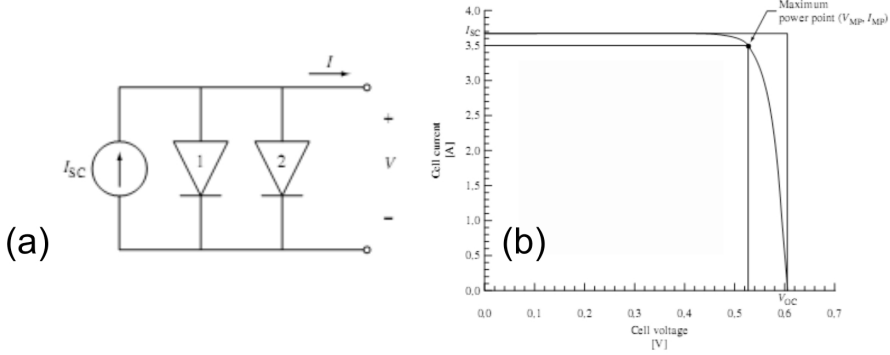 (a)
I
I_SC
1
2
+
V
−
(b)
Maximum
power point (V_MP, I_MP)
4.0
I_SC
3,5
3.0
2.5
2.0
1.5
1.0
0.5
0.0
Cell current
[A]
V_OC
0,0 0,1 0,2 0,3 0,4 0,5 0,6 0,7
Cell voltage
[V]